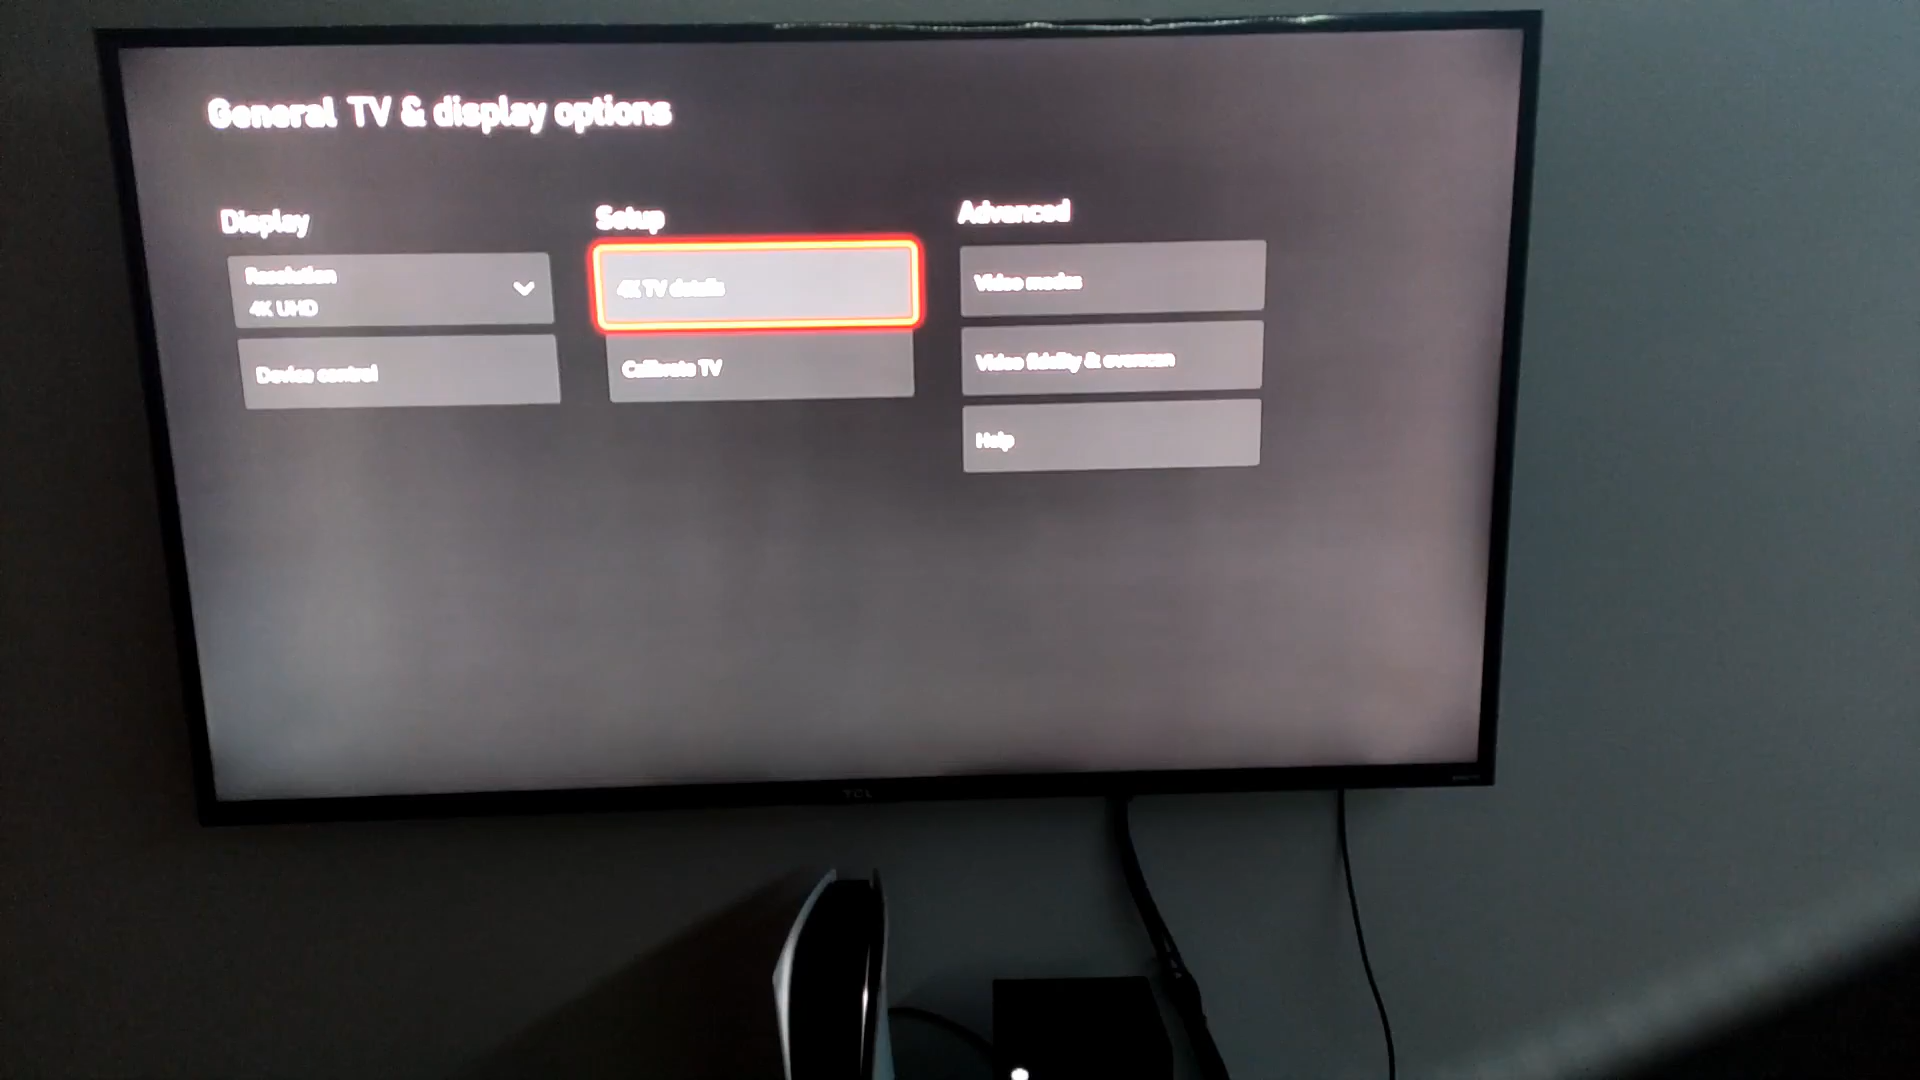 General TV & display options
Display
Resolution
4K UHD
Device control
Setup
4K TV details
Calibrate TV
Advanced
Video modes
Video fidelity & overscan
Help
TCL